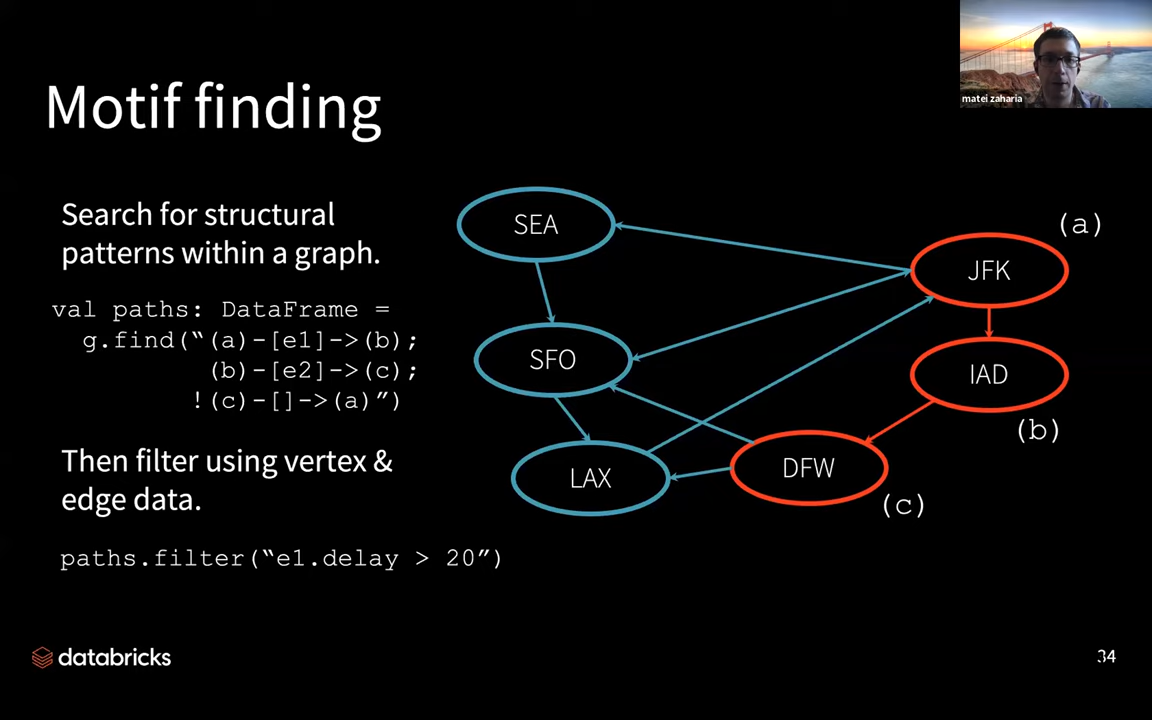 matei zaharia
Motif finding
Search for structural
patterns within a graph.
val paths: DataFrame =
g.find(“(a)-[e1]->(b);
(b)-[e2]->(c);
!(c)-[]->(a)”)
Then filter using vertex &
edge data.
paths.filter(“e1.delay > 20”)
SEA
(a)
JFK
SFO
IAD
(b)
LAX
DFW
(c)
databricks
34